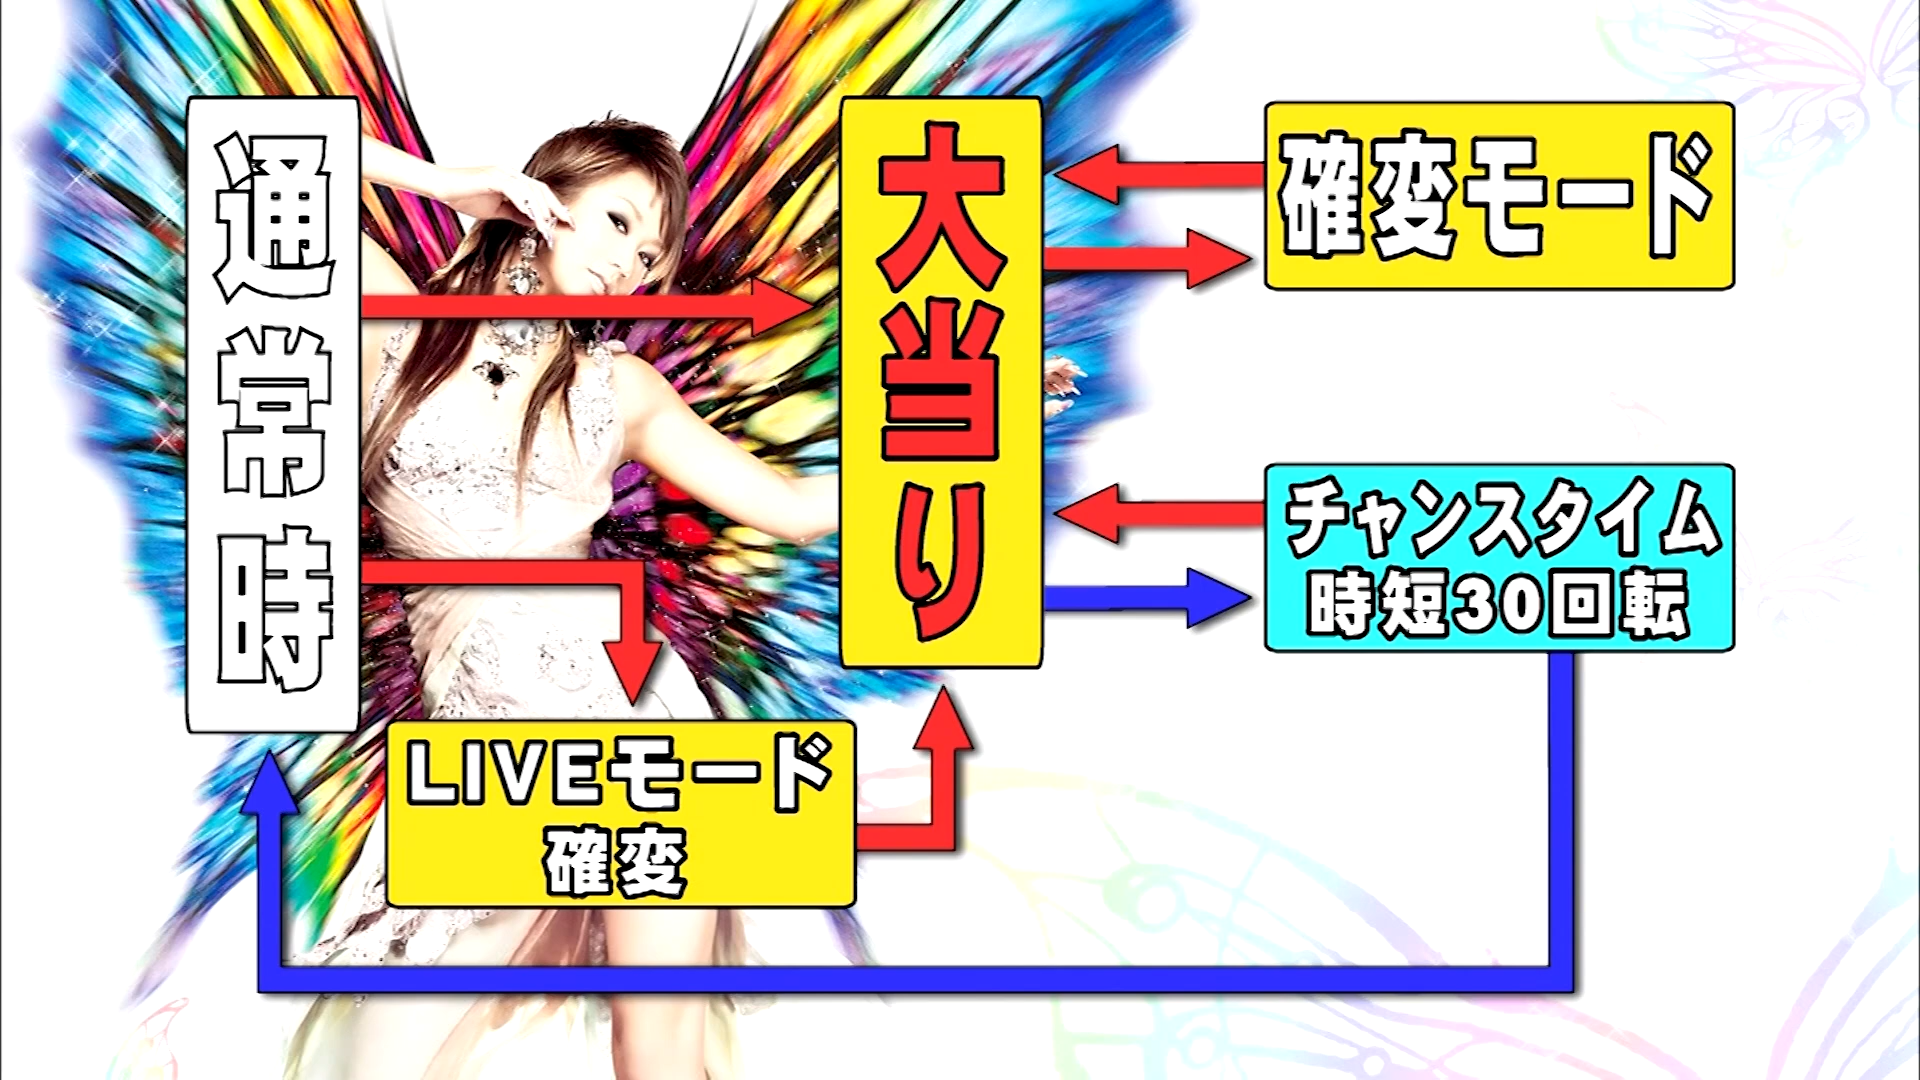 通常時
大当り
確変モード
チャンスタイム
時短30回転
LIVEモード
確変